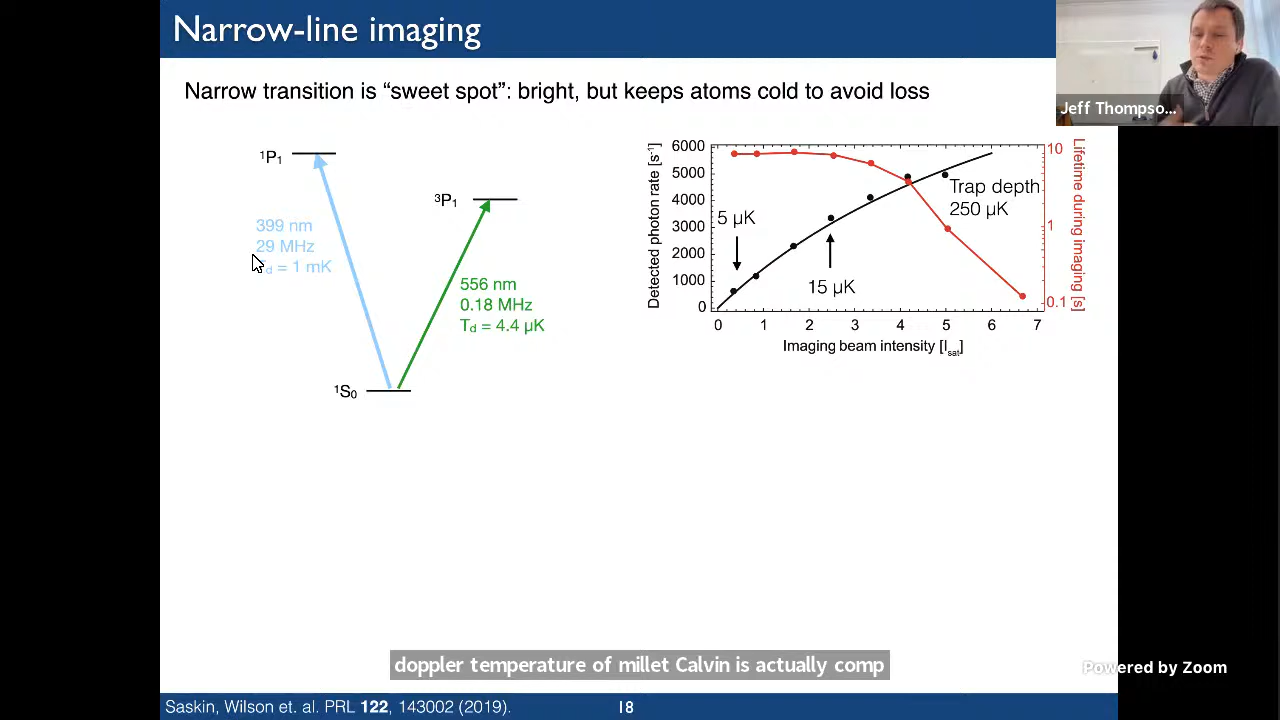 Narrow-line imaging
Jeff Thompso...
Narrow transition is “sweet spot”: bright, but keeps atoms cold to avoid loss
¹P₁
399 nm
29 MHz
d = 1 mK
³P₁
556 nm
0.18 MHz
Td = 4.4 µK
¹S₀
Detected photon rate [s⁻¹]
6000
5000
4000
3000
2000
1000
0
5 µK
15 µK
Trap depth
250 µK
10
1
0.1
Lifetime during imaging [s]
0 1 2 3 4 5 6 7
Imaging beam intensity [Isat]
doppler temperature of millet Calvin is actually comp
Powered by Zoom
Saskin, Wilson et. al. PRL 122, 143002 (2019).
18